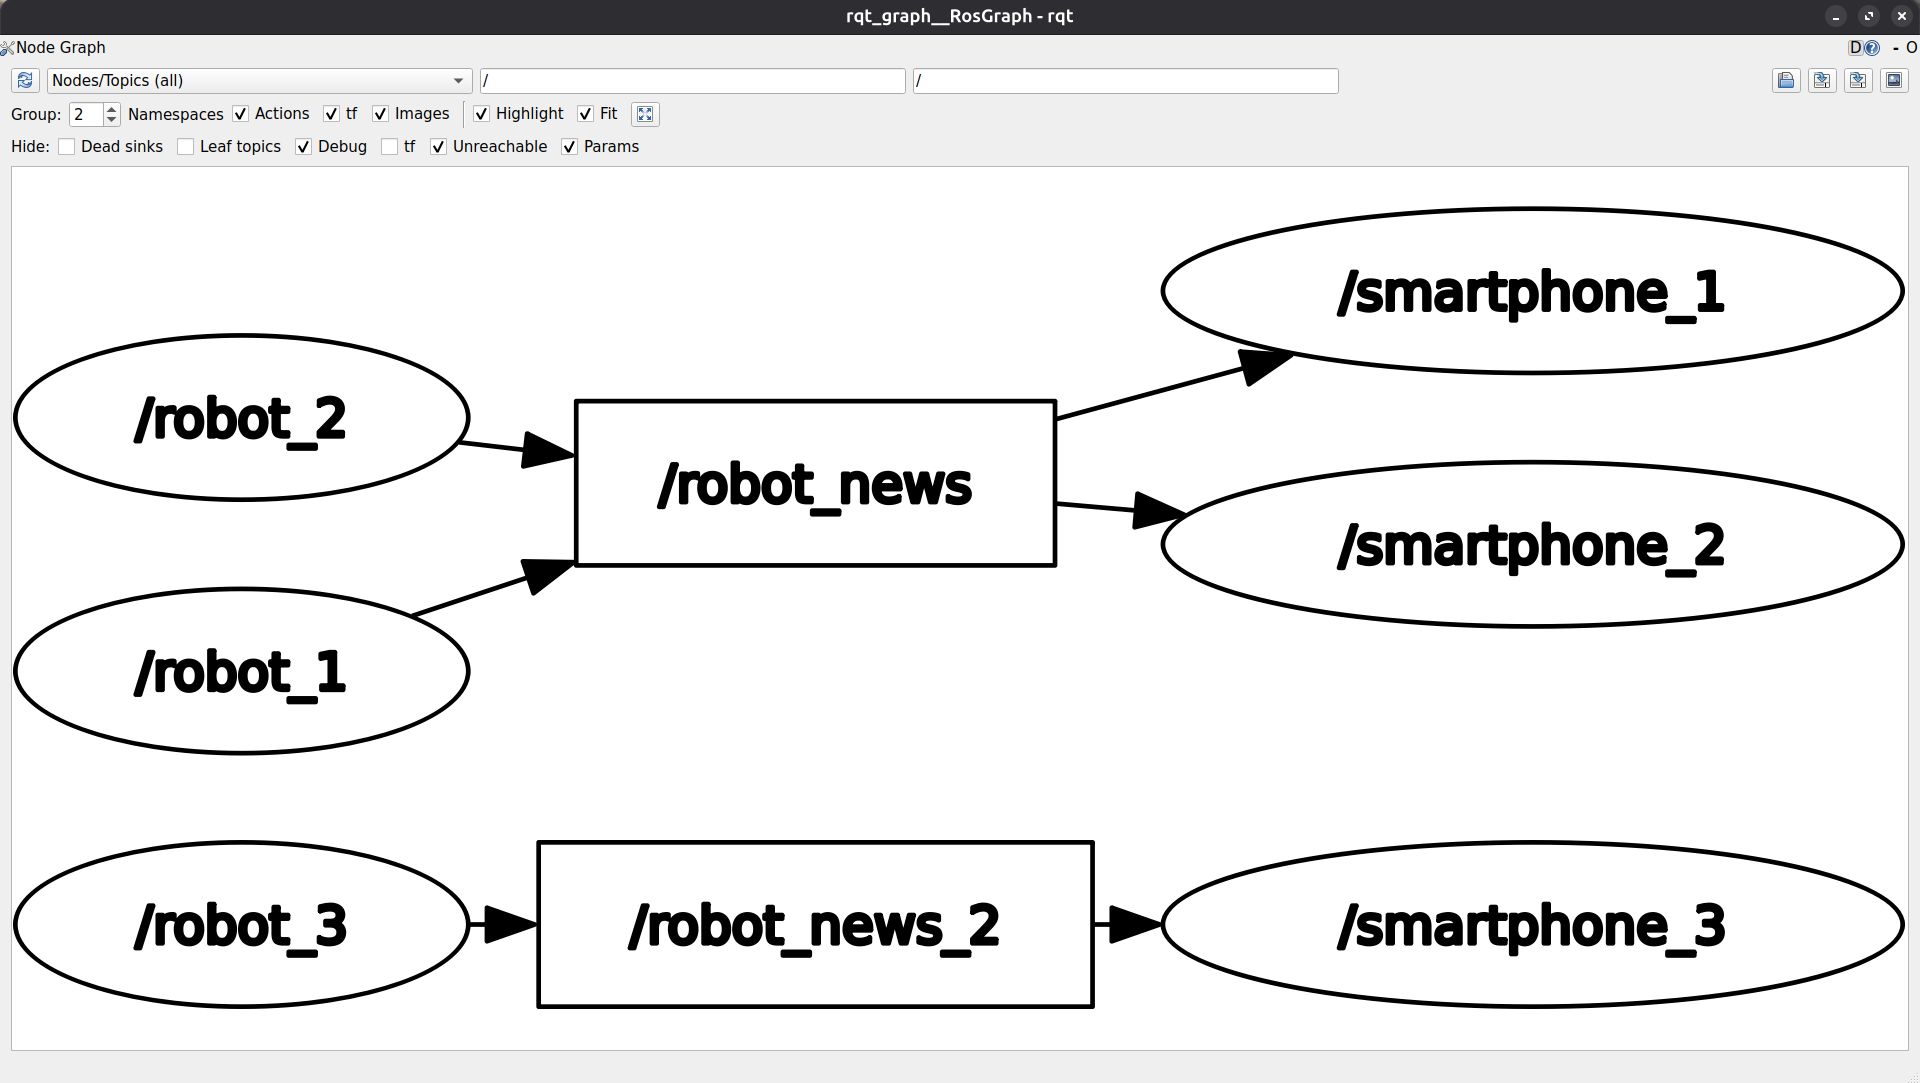 rqt_graph__RosGraph - rqt
Node Graph
D
- O
Nodes/Topics (all)
/
/
Group: 2 Namespaces Actions tf Images Highlight Fit
Hide: Dead sinks Leaf topics Debug tf Unreachable Params
/smartphone_1
/robot_2
/robot_news
/smartphone_2
/robot_1
/robot_3
/robot_news_2
/smartphone_3